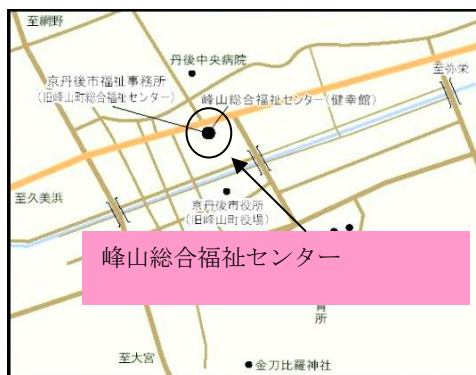 至網野
丹後中央病院
至弥栄
京丹後市福祉事務所
(旧峰山町総合福祉センター)
峰山総合福祉センター(健幸館)
至久美浜
京丹後市役所
(旧峰山町役場)
峰山総合福祉センター
育
所
至大宮
金刀比羅神社